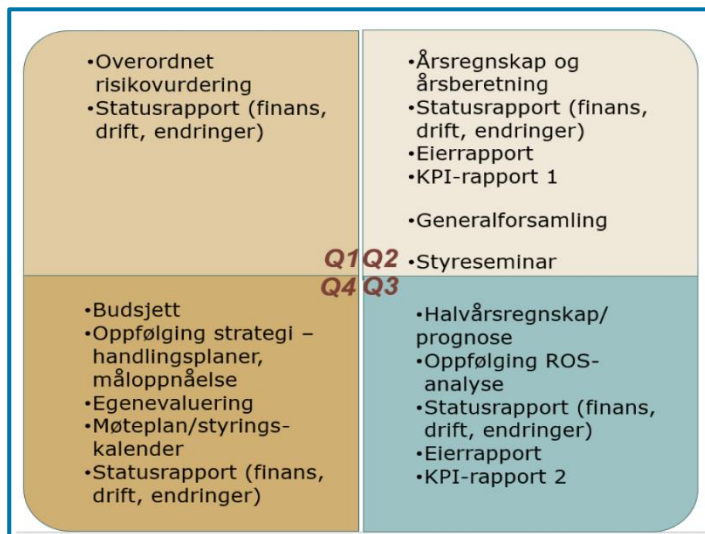 •Overordnet
risikovurdering
•Statusrapport (finans,
drift, endringer)
•Årsregnskap og
årsberetning
•Statusrapport (finans,
drift, endringer)
•Eierrapport
•KPI-rapport 1
•Generalforsamling
•Styreseminar
Q1 Q2
Q4 Q3
•Budsjett
•Oppfølging strategi –
handlingsplaner,
måloppnåelse
•Egenevaluering
•Møteplan/styrings-
kalender
•Statusrapport (finans,
drift, endringer)
•Halvårsregnskap/
prognose
•Oppfølging ROS-
analyse
•Statusrapport (finans,
drift, endringer)
•Eierrapport
•KPI-rapport 2